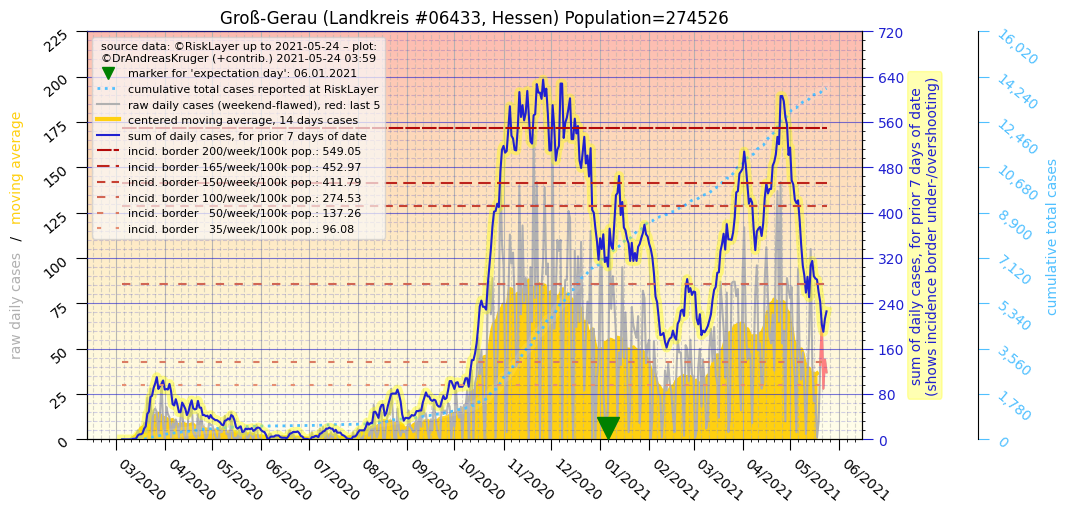 Groß-Gerau (Landkreis #06433, Hessen) Population=274526
source data: ©RiskLayer up to 2021-05-24 – plot:
©DrAndreasKruger (+contrib.) 2021-05-24 03:59
marker for 'expectation day': 06.01.2021
cumulative total cases reported at RiskLayer
raw daily cases (weekend-flawed), red: last 5
centered moving average, 14 days cases
sum of daily cases, for prior 7 days of date
incid. border 200/week/100k pop.: 549.05
incid. border 165/week/100k pop.: 452.97
incid. border 150/week/100k pop.: 411.79
incid. border 100/week/100k pop.: 274.53
incid. border 50/week/100k pop.: 137.26
incid. border 35/week/100k pop.: 96.08
raw daily cases / moving average
225
200
175
150
125
100
75
50
25
0
03/2020
04/2020
05/2020
06/2020
07/2020
08/2020
09/2020
10/2020
11/2020
12/2020
01/2021
02/2021
03/2021
04/2021
05/2021
06/2021
720
640
560
480
400
320
240
160
80
0
sum of daily cases, for prior 7 days of date
(shows incidence border under-/overshooting)
16,020
14,240
12,460
10,680
8,900
7,120
5,340
3,560
1,780
0
cumulative total cases